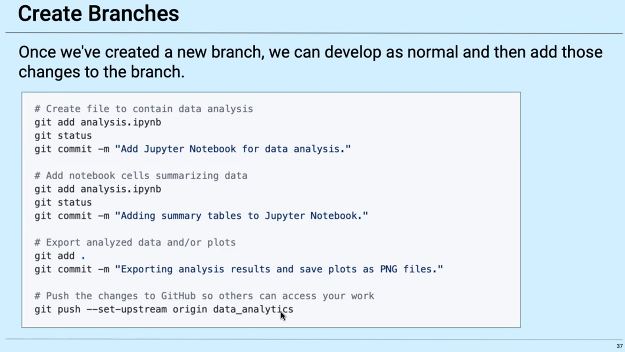 Create Branches
Once we've created a new branch, we can develop as normal and then add those
changes to the branch.
# Create file to contain data analysis
git add analysis.ipynb
git status
git commit -m "Add Jupyter Notebook for data analysis."
# Add notebook cells summarizing data
git add analysis.ipynb
git status
git commit -m "Adding summary tables to Jupyter Notebook."
# Export analyzed data and/or plots
git add .
git commit -m "Exporting analysis results and save plots as PNG files."
# Push the changes to GitHub so others can access your work
git push --set-upstream origin data_analytics
37